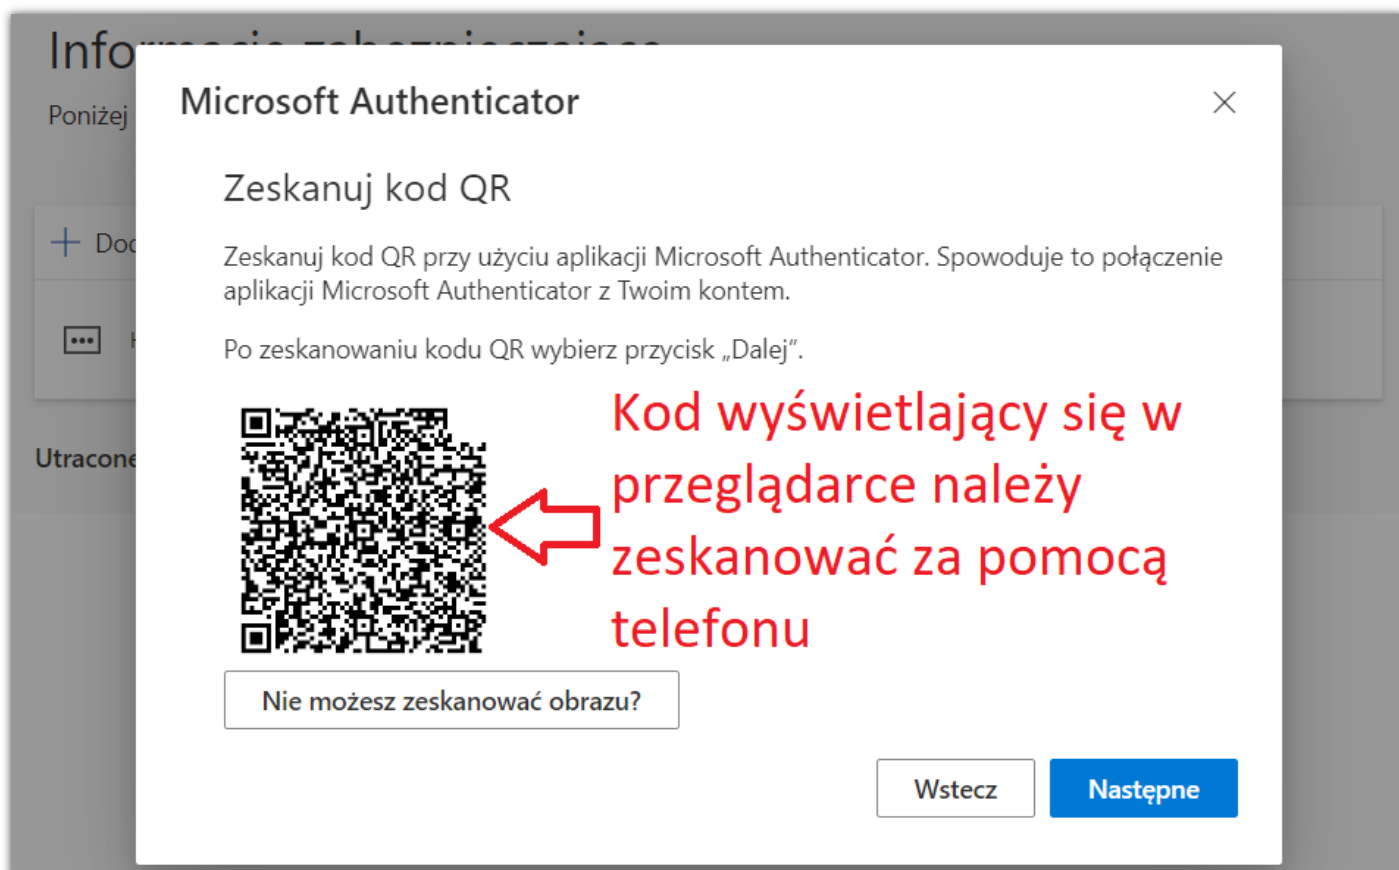 Poniżej
Microsoft Authenticator
Zeskanuj kod QR
Zeskanuj kod QR przy użyciu aplikacji Microsoft Authenticator. Spowoduje to połączenie
aplikacji Microsoft Authenticator z Twoim kontem.
Po zeskanowaniu kodu QR wybierz przycisk „Dalej”.
Kod wyświetlający się w
przeglądarce należy
zeskanować za pomocą
telefonu
Utracone
Nie możesz zeskanować obrazu?
Wstecz
Następne